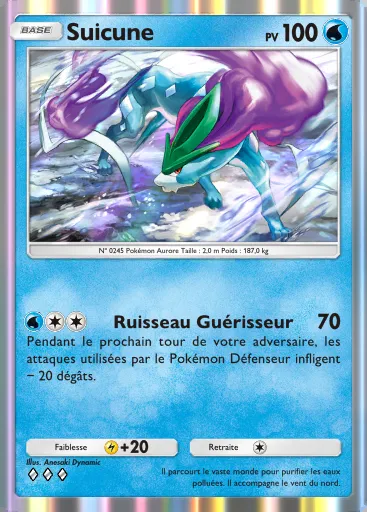 BASE Suicune PV 100
N° 0245 Pokémon Aurore Taille : 2,0 m Poids : 187,0 kg
Ruisseau Guérisseur 70
Pendant le prochain tour de votre adversaire, les
attaques utilisées par le Pokémon Défenseur infligent
− 20 dégâts.
Faiblesse +20 Retraite
Illus. Anesaki Dynamic
Il parcourt le vaste monde pour purifier les eaux
polluées. Il accompagne le vent du nord.